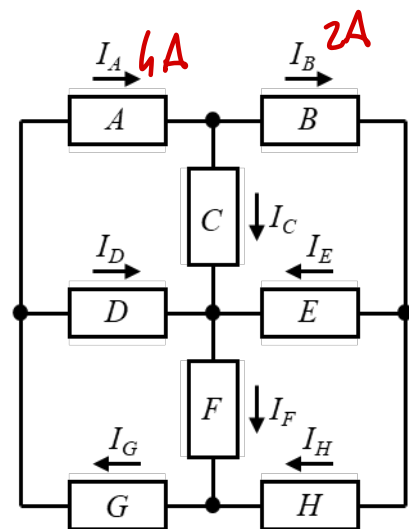 I_A 4A I_B 2A
A B
C I_C
I_D I_E
D E
F I_F
I_G I_H
G H